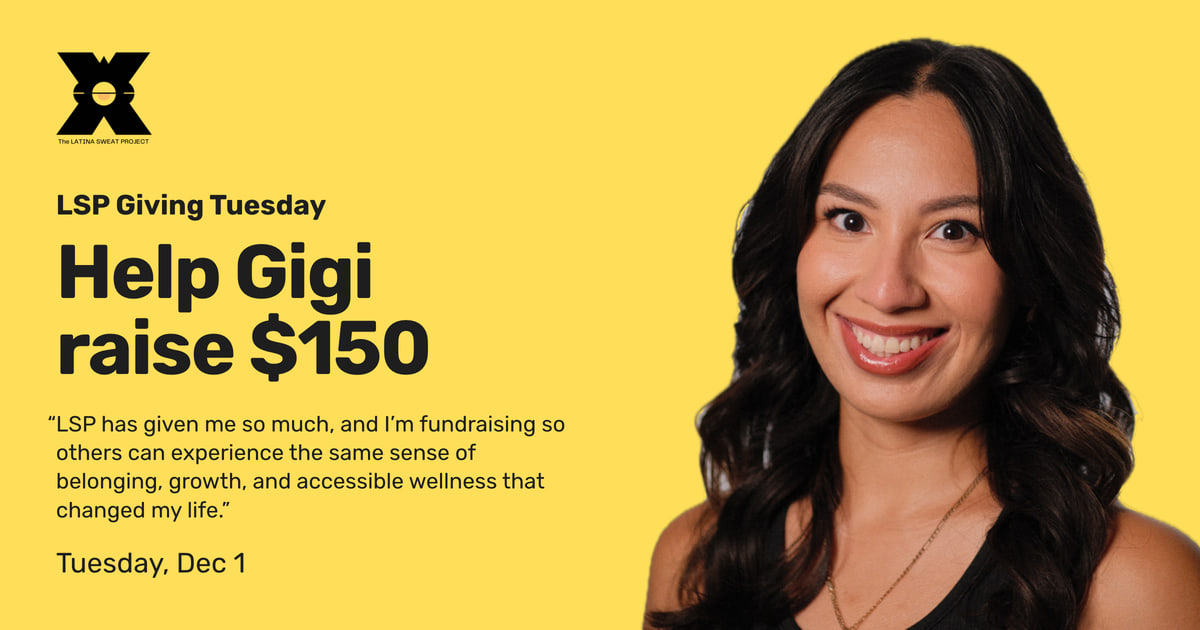 The LATINA SWEAT PROJECT
LSP Giving Tuesday
Help Gigi
raise $150
“LSP has given me so much, and I’m fundraising so
others can experience the same sense of
belonging, growth, and accessible wellness that
changed my life.”
Tuesday, Dec 1